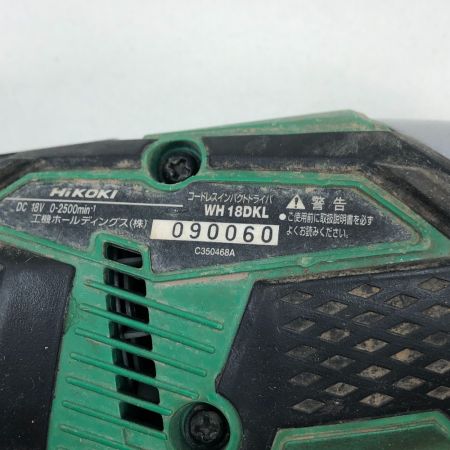 HiKOKI
コードレスインパクトドライバ
DC 18V 0-2500min⁻¹
WH 18DKL
工機ホールディングス(株)
090060
C350468A
⚠ 警告
● ご使用前に取扱説明書を必ず
よくお読みください。